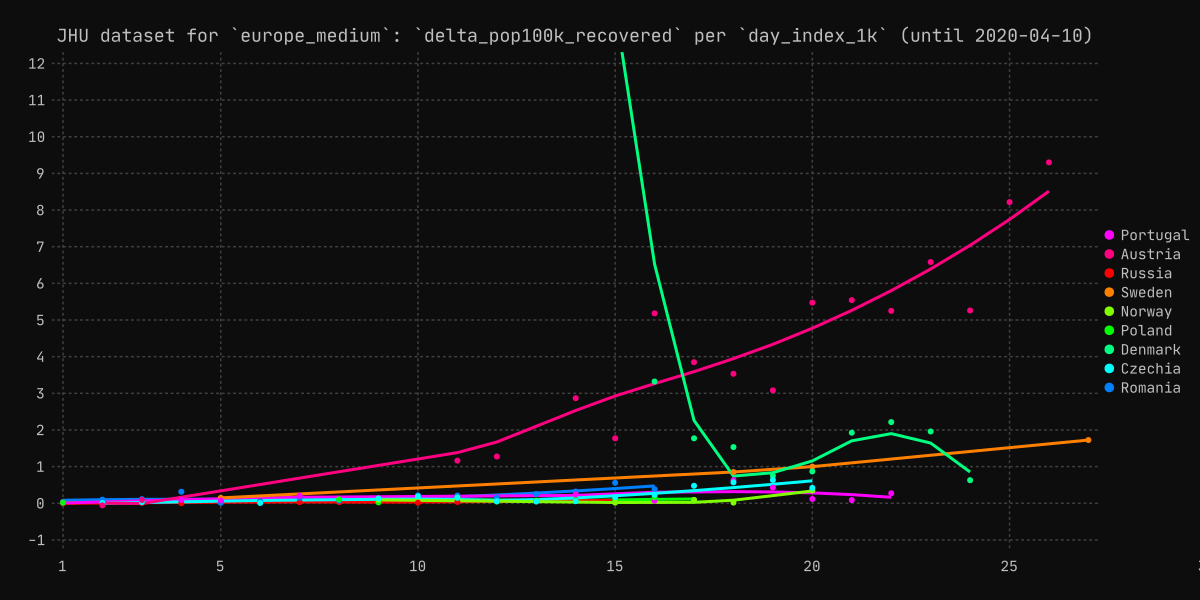 JHU dataset for `europe_medium`: `delta_pop100k_recovered` per `day_index_1k` (until 2020-04-10)
12
11
10
9
8
7
6
5
4
3
2
1
0
-1
1 5 10 15 20 25
Portugal
Austria
Russia
Sweden
Norway
Poland
Denmark
Czechia
Romania